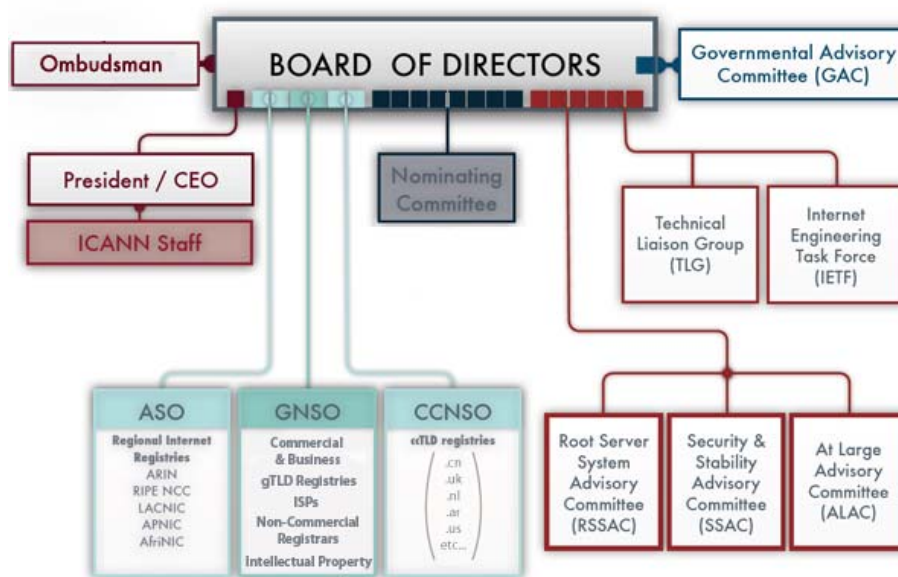 BOARD OF DIRECTORS
Ombudsman
Governmental Advisory
Committee (GAC)
President / CEO
ICANN Staff
Nominating
Committee
Technical
Liaison Group
(TLG)
Internet
Engineering
Task Force
(IETF)
ASO
Regional Internet
Registries
ARIN
RIPE NCC
LACNIC
APNIC
AfriNIC
GNSO
Commercial
& Business
gTLD Registries
ISPs
Non-Commercial
Registrars
Intellectual Property
CCNSO
ccTLD registries
.cn
.uk
.nl
.ar
.us
etc...
Root Server
System
Advisory
Committee
(RSSAC)
Security &
Stability
Advisory
Committee
(SSAC)
At Large
Advisory
Committee
(ALAC)